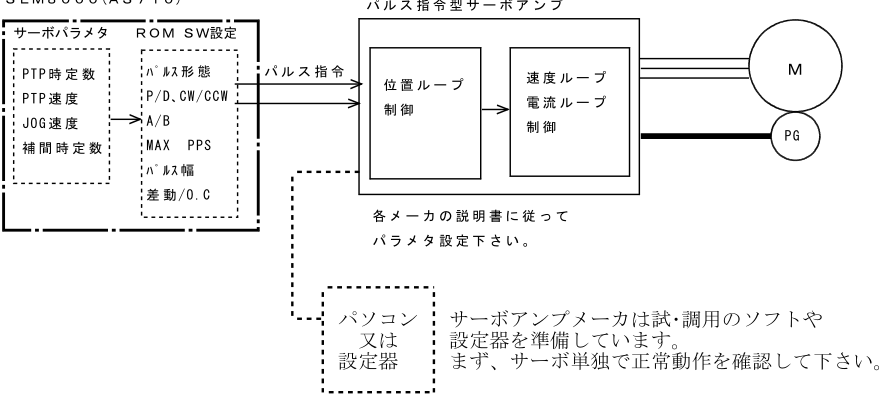 パルス指令型サーボアンプ
サーボパラメタ
ROM SW設定
PTP時定数
PTP速度
JOG速度
補間時定数
パルス形態
P/D、CW/CCW
A/B
MAX PPS
パルス幅
差動/O.C
パルス指令
位置ループ
制御
速度ループ
電流ループ
制御
M
PG
各メーカの説明書に従って
パラメタ設定下さい。
パソコン
又は
設定器
サーボアンプメーカは試・調用のソフトや
設定器を準備しています。
まず、サーボ単独で正常動作を確認して下さい。